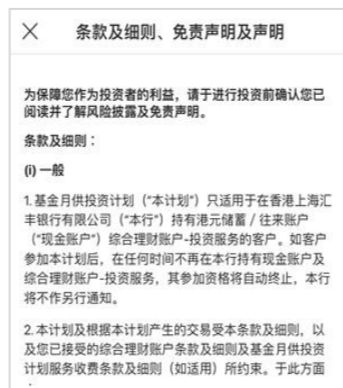 条款及细则、免责声明及声明
为保障您作为投资者的利益，请于进行投资前确认您已
阅读并了解风险披露及免责声明。
条款及细则：
(i) 一般
1. 基金月供投资计划（“本计划”）只适用于在香港上海汇
丰银行有限公司（“本行”）持有港元储蓄 / 往来账户
（“现金账户”）综合理财账户-投资服务的客户。如客户
参加本计划后，在任何时间不再在本行持有现金账户及
综合理财账户-投资服务，其参加资格将自动终止，本行
将不作另行通知。
2. 本计划及根据本计划产生的交易受本条款及细则，以
及您已接受的综合理财账户条款及细则及基金月供投资
计划服务收费条款及细则（如适用）所约束。于此方面